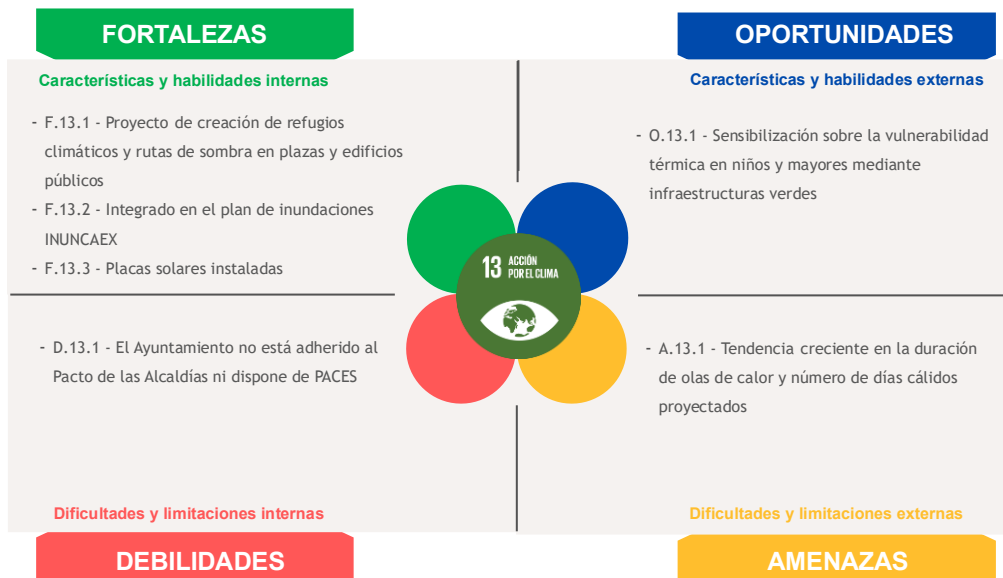 FORTALEZAS
Características y habilidades internas
- F.13.1 - Proyecto de creación de refugios
climáticos y rutas de sombra en plazas y edificios
públicos
- F.13.2 - Integrado en el plan de inundaciones
INUNCAEX
- F.13.3 - Placas solares instaladas
OPORTUNIDADES
Características y habilidades externas
- O.13.1 - Sensibilización sobre la vulnerabilidad
térmica en niños y mayores mediante
infraestructuras verdes
13 ACCIÓN
POR EL CLIMA
- D.13.1 - El Ayuntamiento no está adherido al
Pacto de las Alcaldías ni dispone de PACES
Dificultades y limitaciones internas
DEBILIDADES
- A.13.1 - Tendencia creciente en la duración
de olas de calor y número de días cálidos
proyectados
Dificultades y limitaciones externas
AMENAZAS